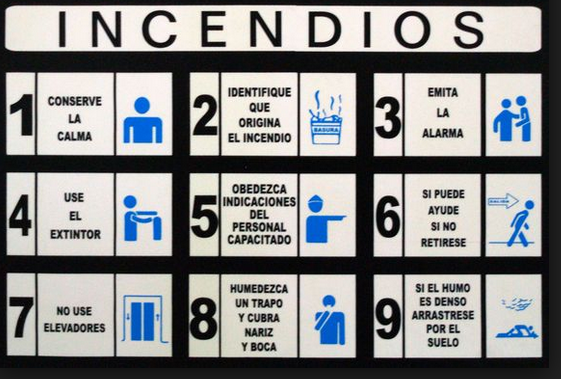 INCENDIOS
1
CONSERVE
LA
CALMA
2
IDENTIFIQUE
QUE
ORIGINA
EL INCENDIO
BASURA
3
EMITA
LA
ALARMA
4
USE
EL
EXTINTOR
5
OBEDEZCA
INDICACIONES
DEL
PERSONAL
CAPACITADO
6
SI PUEDE
AYUDE
SI NO
RETIRESE
SALIDA
7
NO USE
ELEVADORES
8
HUMEDEZCA
UN TRAPO
Y CUBRA
NARIZ
Y BOCA
9
SI EL HUMO
ES DENSO
ARRASTRESE
POR EL
SUELO